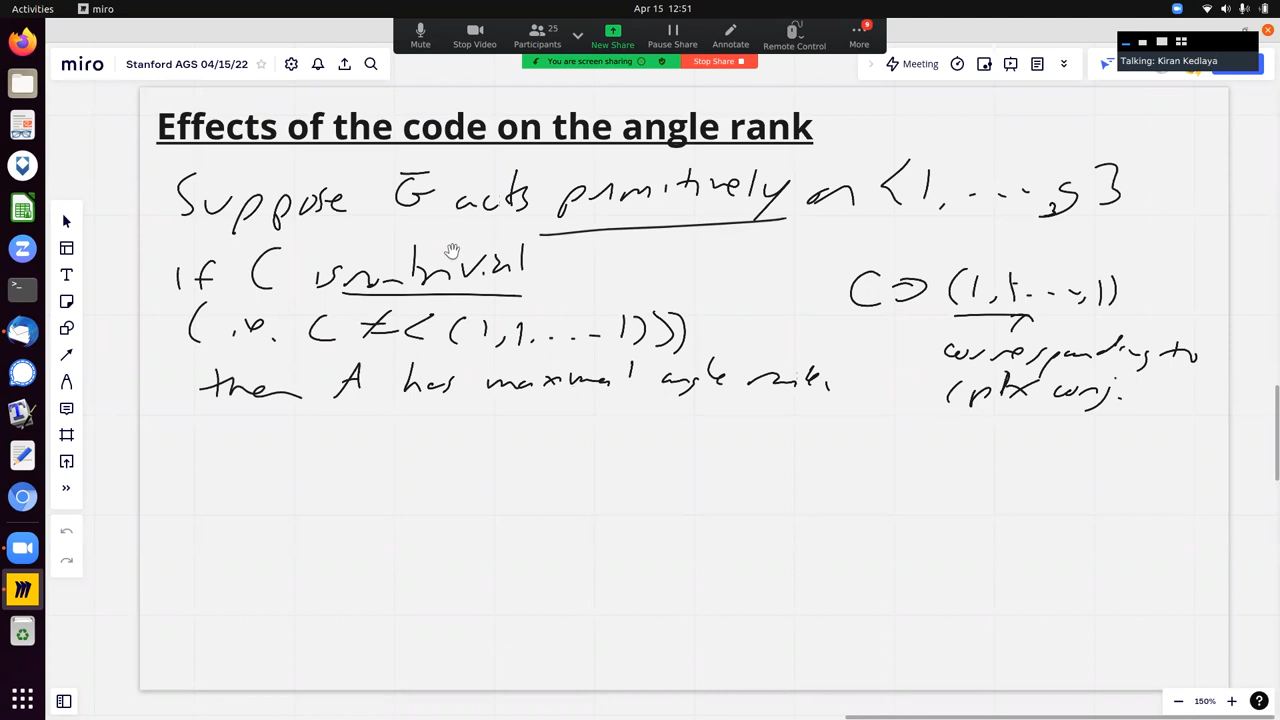 Activities miro Apr 15 12:51
Mute Stop Video Participants 25 New Share Pause Share Annotate Remote Control More 9
You are screen sharing Stop Share
Talking: Kiran Kedlaya
miro Stanford AGS 04/15/22 Meeting
Effects of the code on the angle rank
Suppose G̅ acts primitively on {1, ..., g}
if C is nontrivial
(i.e. C ≠ <(1,1,...1)>)
then A has maximal angle rank.
C ∋ (1,1,...,1)
corresponding to
cplx conj.
150%